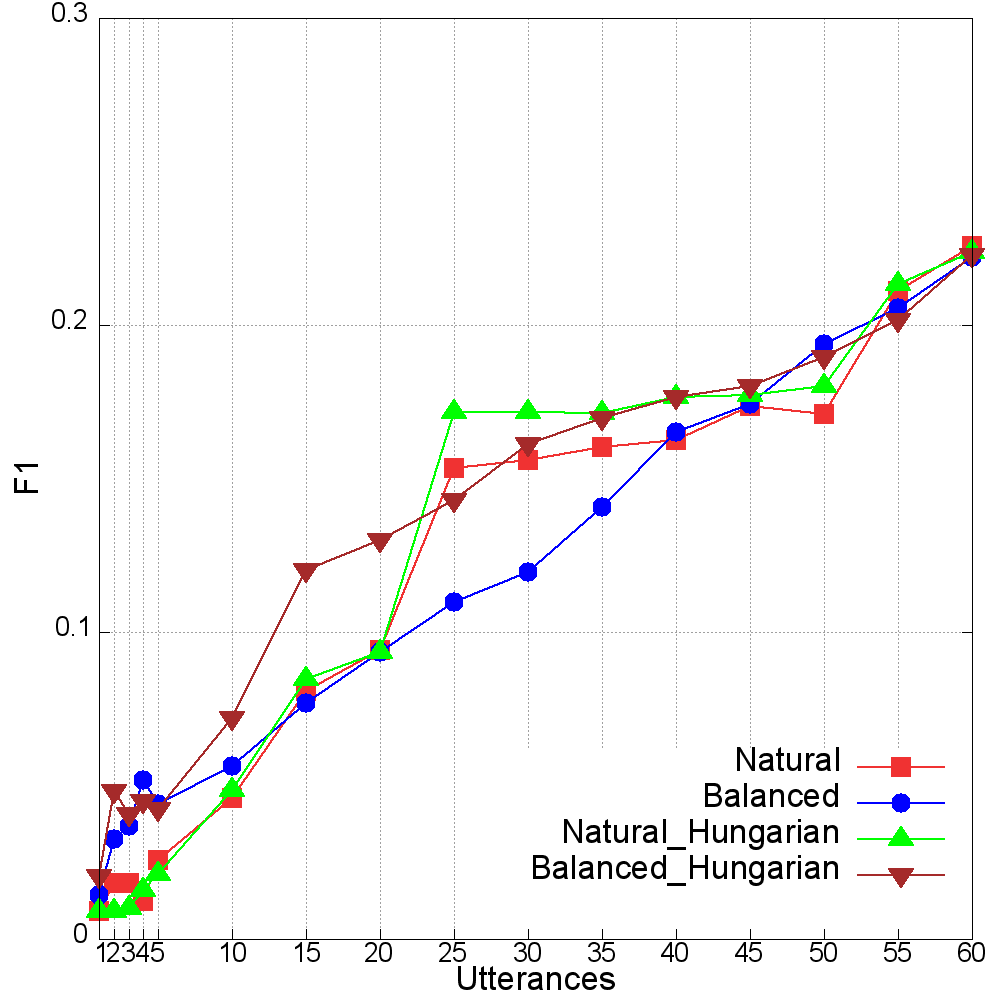 0.3
0.2
0.1
0
F1
1 2 3 4 5 10 15 20 25 30 35 40 45 50 55 60
Utterances
Natural
Balanced
Natural_Hungarian
Balanced_Hungarian